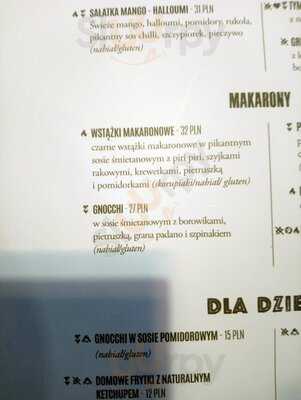 SAŁATKA MANGO - HALLOUMI - 31 PLN
Świeże mango, halloumi, pomidory, rukola,
pikantny sos chilli, szczypiorek, pieczywo
(nabiał/gluten)
MAKARONY
WSTĄŻKI MAKARONOWE - 32 PLN
czarne wstążki makaronowe w pikantnym
sosie śmietanowym z piri piri, szyjkami
rakowymi, krewetkami, pietruszką
i pomidorkami (skorupiaki/nabiał/ gluten)
GNOCCHI - 27 PLN
w sosie śmietanowym z borowikami,
pietruszką, grana padano i szpinakiem
(nabiał/gluten)
DLA DZIE
GNOCCHI W SOSIE POMIDOROWYM - 15 PLN
(nabiał/gluten)
DOMOWE FRYTKI Z NATURALNYM
KETCHUPEM - 12 PLN